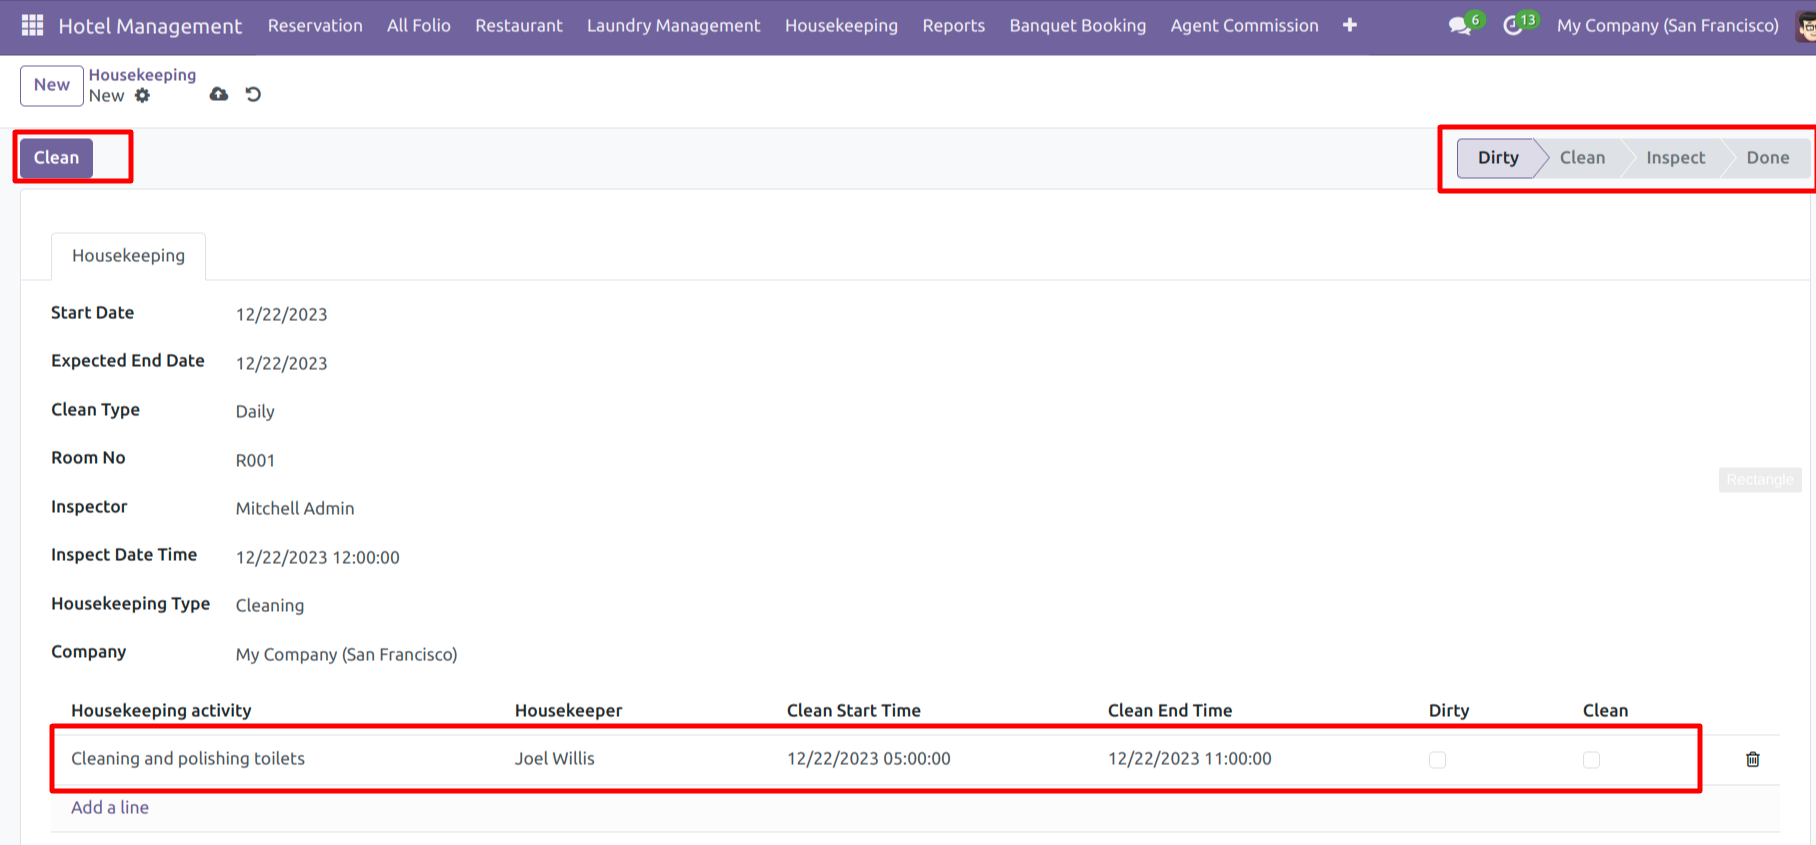 Hotel Management Reservation All Folio Restaurant Laundry Management Housekeeping Reports Banquet Booking Agent Commission 6 13 My Company (San Francisco)
New Housekeeping
New
Clean Dirty Clean Inspect Done
Housekeeping
Start Date 12/22/2023
Expected End Date 12/22/2023
Clean Type Daily
Room No R001
Rectangle
Inspector Mitchell Admin
Inspect Date Time 12/22/2023 12:00:00
Housekeeping Type Cleaning
Company My Company (San Francisco)
Housekeeping activity Housekeeper Clean Start Time Clean End Time Dirty Clean
Cleaning and polishing toilets Joel Willis 12/22/2023 05:00:00 12/22/2023 11:00:00
Add a line